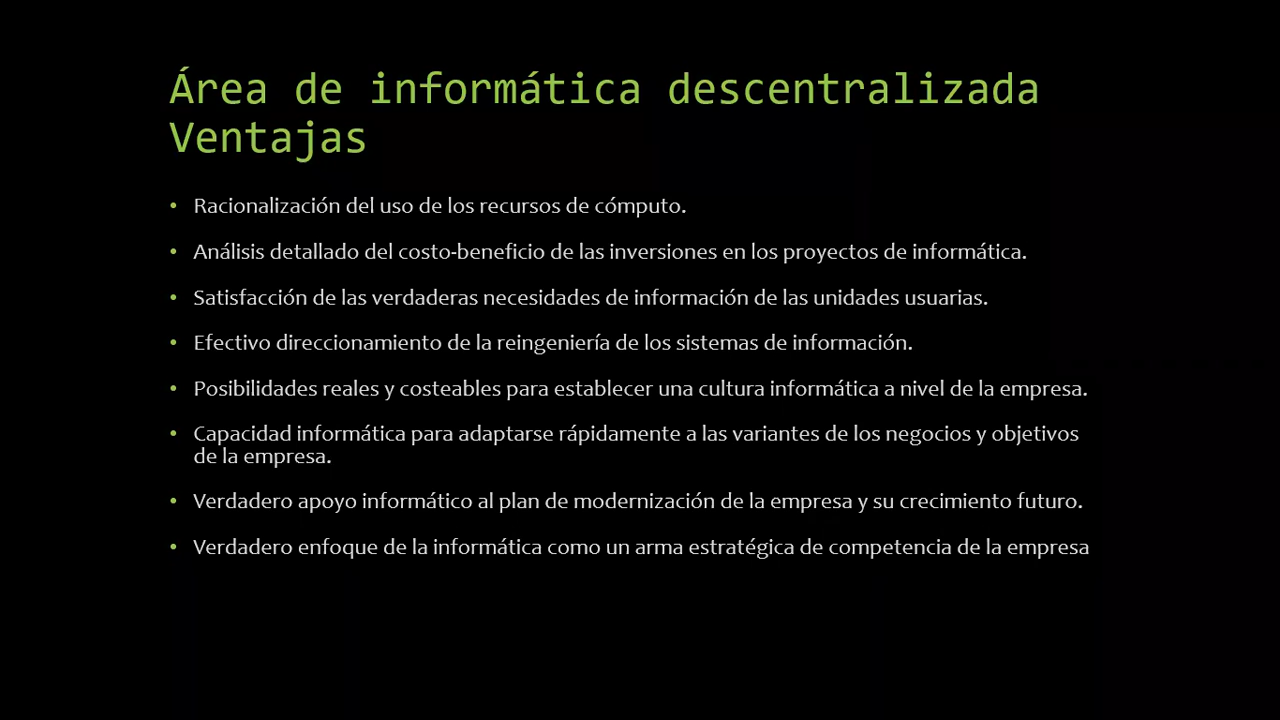 Área de informática descentralizada
Ventajas
• Racionalización del uso de los recursos de cómputo.
• Análisis detallado del costo-beneficio de las inversiones en los proyectos de informática.
• Satisfacción de las verdaderas necesidades de información de las unidades usuarias.
• Efectivo direccionamiento de la reingeniería de los sistemas de información.
• Posibilidades reales y costeables para establecer una cultura informática a nivel de la empresa.
• Capacidad informática para adaptarse rápidamente a las variantes de los negocios y objetivos
de la empresa.
• Verdadero apoyo informático al plan de modernización de la empresa y su crecimiento futuro.
• Verdadero enfoque de la informática como un arma estratégica de competencia de la empresa